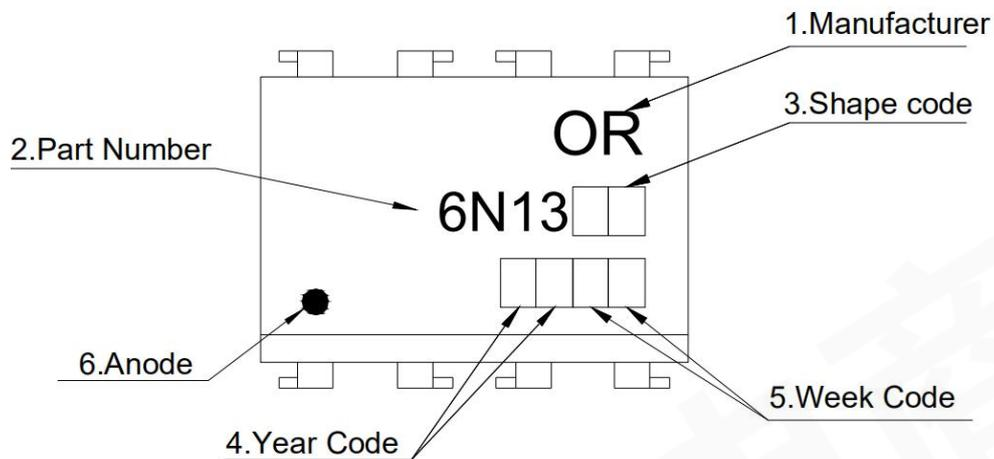 1.Manufacturer
OR
3.Shape code
2.Part Number
6N13
6.Anode
5.Week Code
4.Year Code